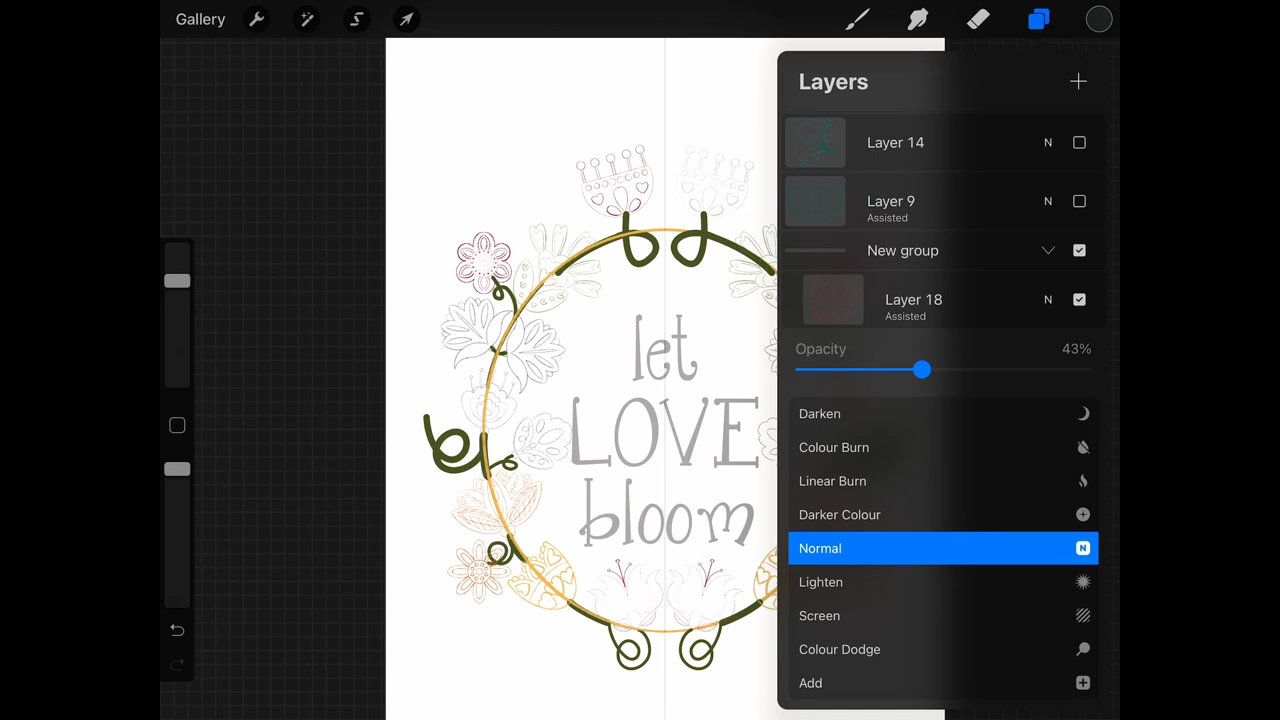 Gallery
Layers
Layer 14 N
Layer 9 N
Assisted
New group
Layer 18 N
Assisted
Opacity 43%
Darken
Colour Burn
Linear Burn
Darker Colour
Normal N
Lighten
Screen
Colour Dodge
Add
let
LOVE
bloom